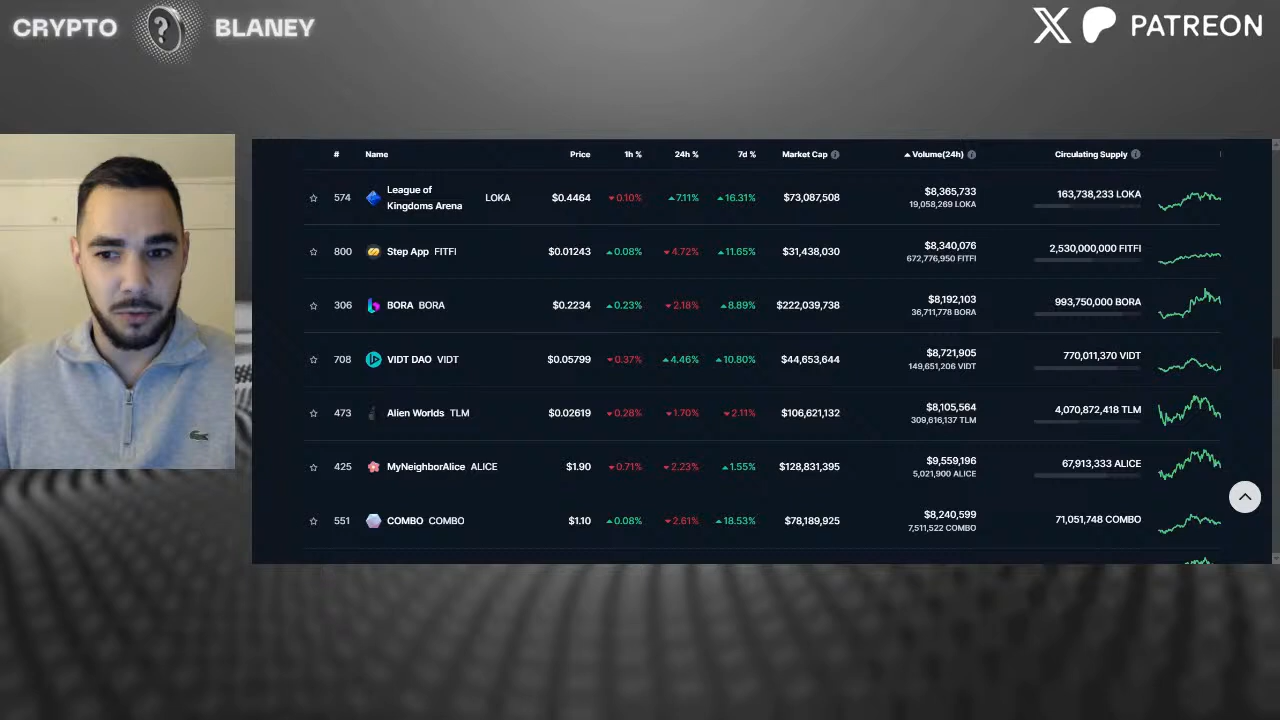 CRYPTO ? BLANEY
X PATREON
# Name Price 1h % 24h % 7d % Market Cap Volume(24h) Circulating Supply
574 League of Kingdoms Arena LOKA $0.4464 0.10% 7.11% 16.31% $73,087,508 $8,365,733 163,738,233 LOKA
19,058,269 LOKA
800 Step App FITFI $0.01243 0.08% 4.72% 11.65% $31,438,030 $8,340,076 2,530,000,000 FITFI
672,776,950 FITFI
306 BORA BORA $0.2234 0.23% 2.18% 8.89% $222,039,738 $8,192,103 993,750,000 BORA
36,711,778 BORA
708 VIDT DAO VIDT $0.05799 0.37% 4.46% 10.80% $44,653,644 $8,721,905 770,011,370 VIDT
149,651,206 VIDT
473 Alien Worlds TLM $0.02619 0.28% 1.70% 2.11% $106,621,132 $8,105,564 4,070,872,418 TLM
309,616,137 TLM
425 MyNeighborAlice ALICE $1.90 0.71% 2.23% 1.55% $128,831,395 $9,559,196 67,913,333 ALICE
5,021,900 ALICE
551 COMBO COMBO $1.10 0.08% 2.61% 18.53% $78,189,925 $8,240,599 71,051,748 COMBO
7,511,522 COMBO